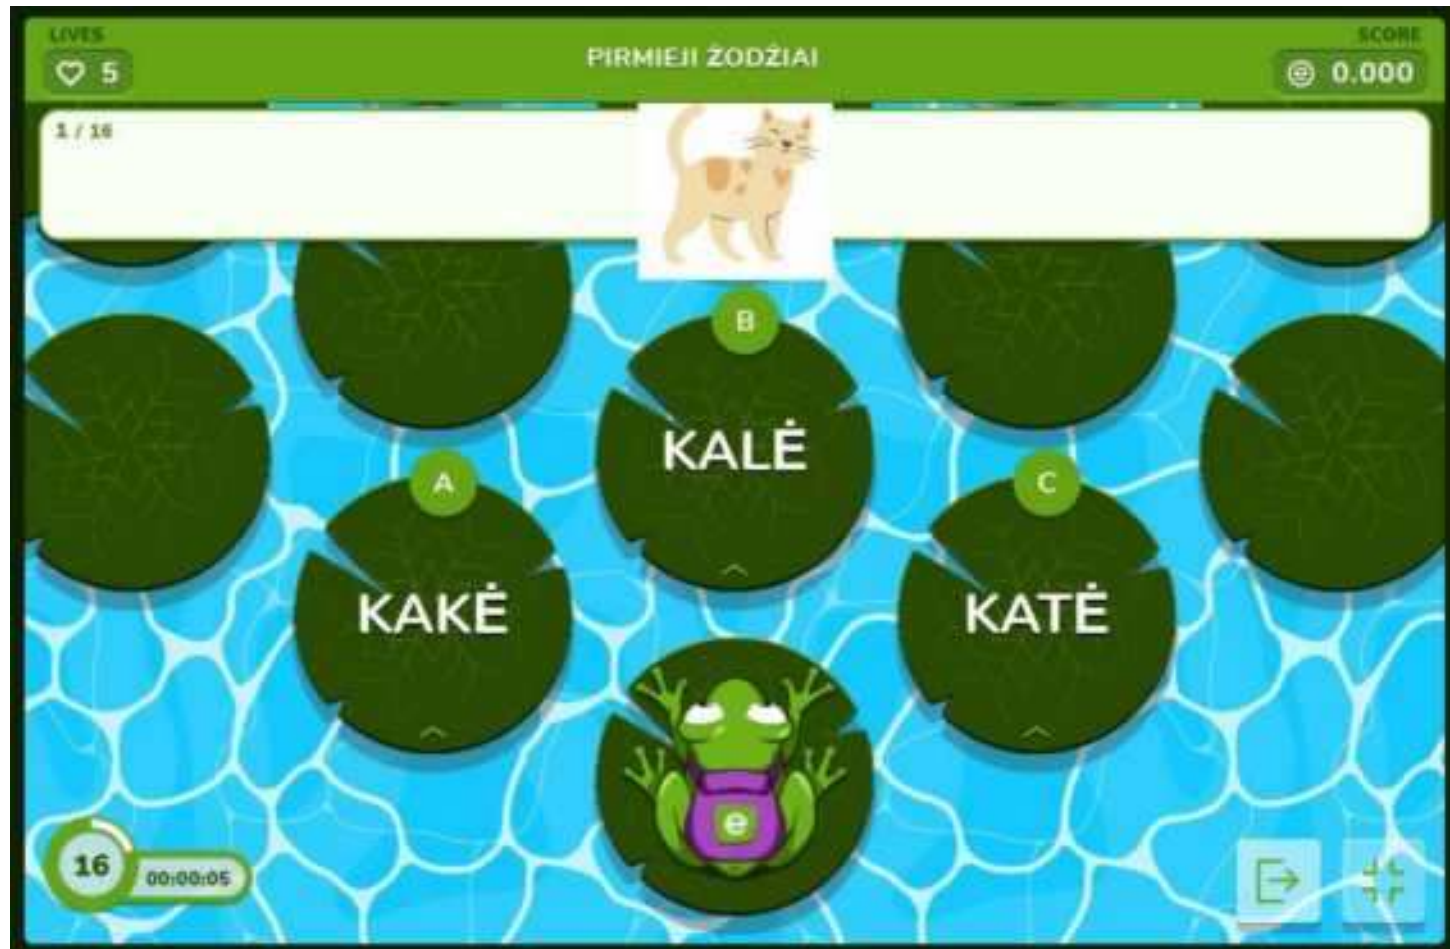 LIVES
5
PIRMIEJI ŽODŽIAI
SCORE
0.000
1 / 16
B
KALĖ
A
KAKĖ
C
KATĖ
e
16
00:00:05